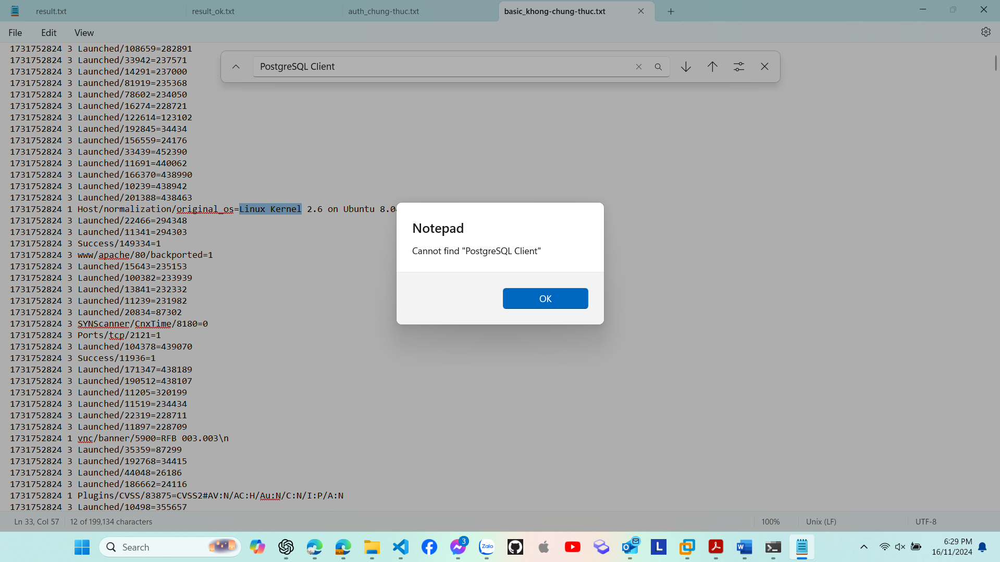 result.txt
result_ok.txt
auth_chung-thuc.txt
basic_khong-chung-thuc.txt
File
Edit
View
PostgreSQL Client
1731752824 3 Launched/108659=282891
1731752824 3 Launched/33942=237571
1731752824 3 Launched/14291=237000
1731752824 3 Launched/81919=235368
1731752824 3 Launched/78602=234050
1731752824 3 Launched/16274=228721
1731752824 3 Launched/122614=123102
1731752824 3 Launched/192845=34434
1731752824 3 Launched/156559=24176
1731752824 3 Launched/33439=452390
1731752824 3 Launched/11691=440062
1731752824 3 Launched/166370=438990
1731752824 3 Launched/10239=438942
1731752824 3 Launched/201388=438463
1731752824 1 Host/normalization/original_os=Linux Kernel 2.6 on Ubuntu 8.0
1731752824 3 Launched/22466=294348
1731752824 3 Launched/11341=294303
1731752824 3 Success/149334=1
1731752824 3 www/apache/80/backported=1
1731752824 3 Launched/15643=235153
1731752824 3 Launched/100382=233939
1731752824 3 Launched/13841=232332
1731752824 3 Launched/11239=231982
1731752824 3 Launched/20834=87302
1731752824 3 SYNScanner/CnxTime/8180=0
1731752824 3 Ports/tcp/2121=1
1731752824 3 Launched/104378=439070
1731752824 3 Success/11936=1
1731752824 3 Launched/171347=438189
1731752824 3 Launched/190512=438107
1731752824 3 Launched/11205=320199
1731752824 3 Launched/11519=234434
1731752824 3 Launched/22319=228711
1731752824 3 Launched/11897=228709
1731752824 1 vnc/banner/5900=RFB 003.003\n
1731752824 3 Launched/35359=87299
1731752824 3 Launched/192768=34415
1731752824 3 Launched/44048=26186
1731752824 3 Launched/186662=24116
1731752824 1 Plugins/CVSS/83875=CVSS2#AV:N/AC:H/Au:N/C:N/I:P/A:N
1731752824 3 Launched/10498=355657
Notepad
Cannot find "PostgreSQL Client"
OK
Ln 33, Col 57
12 of 199,134 characters
100%
Unix (LF)
UTF-8
Search
3
Zalo
L
6:29 PM
16/11/2024